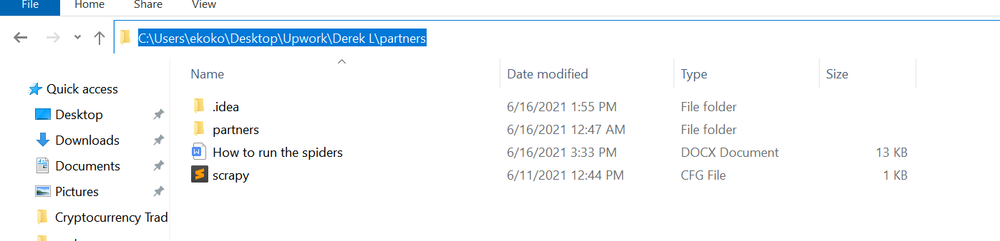 File Home Share View
C:\Users\ekoko\Desktop\Upwork\Derek L\partners
Name Date modified Type Size
Quick access
.idea 6/16/2021 1:55 PM File folder
Desktop
partners 6/16/2021 12:47 AM File folder
Downloads
How to run the spiders 6/16/2021 3:33 PM DOCX Document 13 KB
Documents
scrapy 6/11/2021 12:44 PM CFG File 1 KB
Pictures
Cryptocurrency Trad